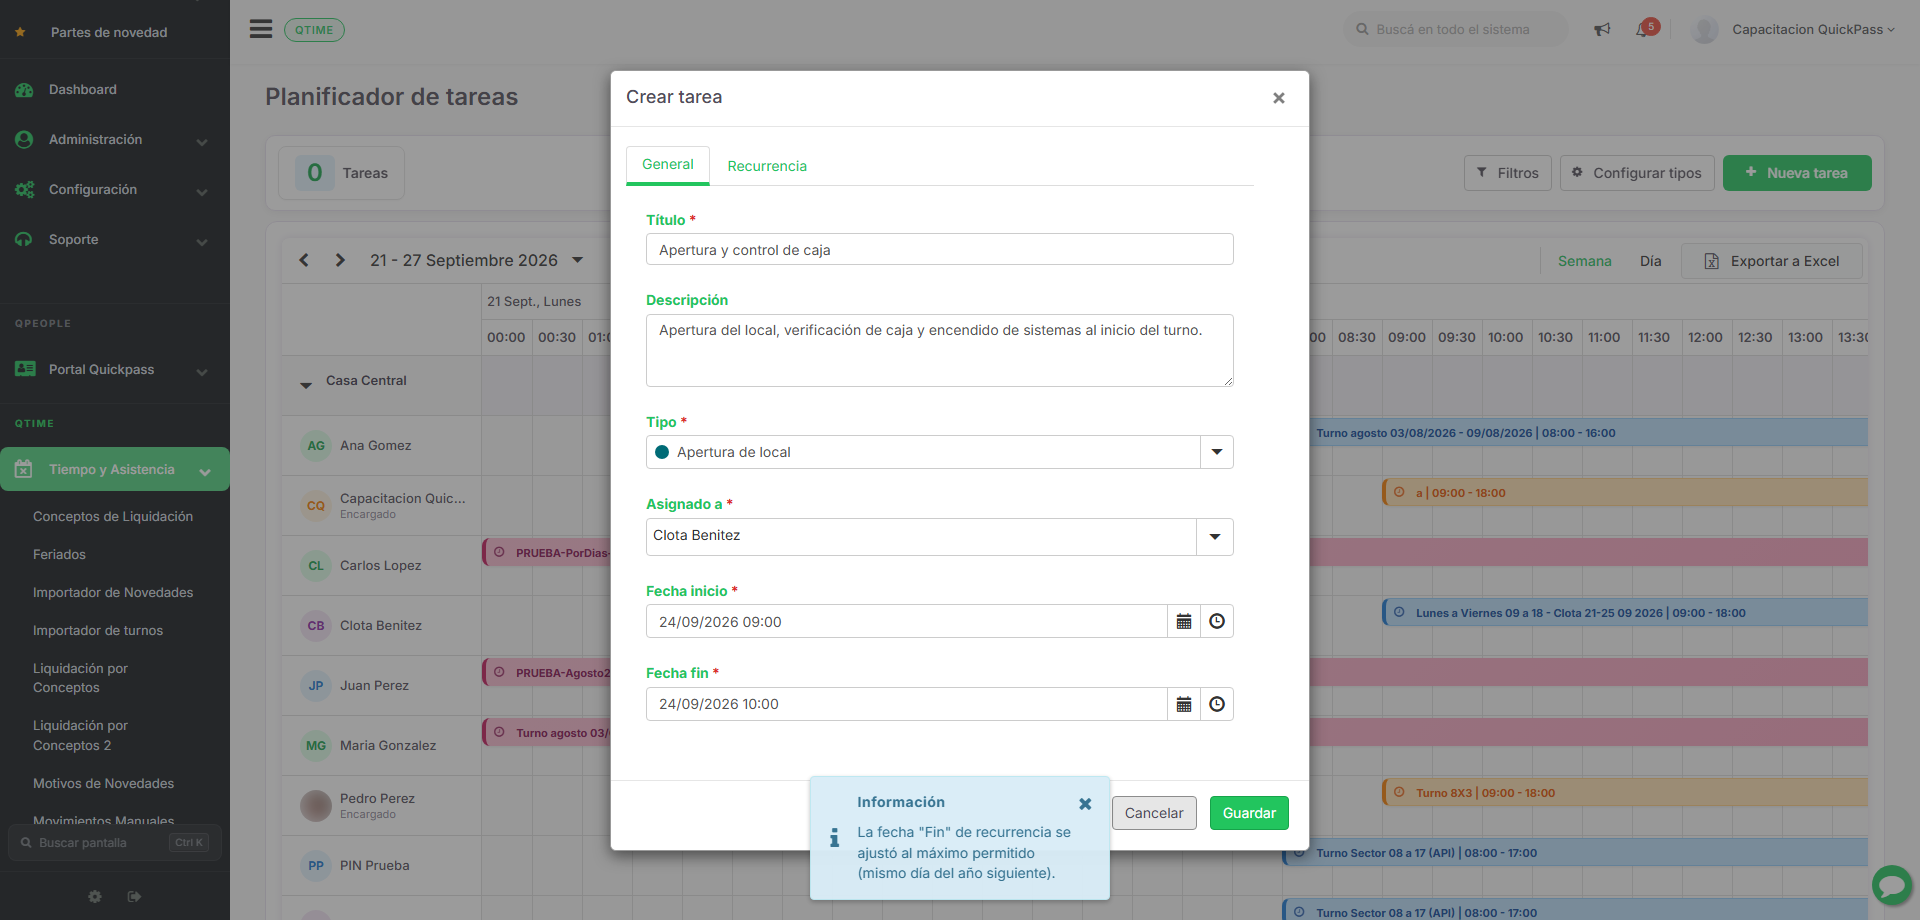 Partes de novedad
Dashboard
Administración
Configuración
Soporte
QPEOPLE
Portal Quickpass
QTIME
Tiempo y Asistencia
Conceptos de Liquidación
Feriados
Importador de Novedades
Importador de turnos
Liquidación por
Conceptos
Liquidación por
Conceptos 2
Motivos de Novedades
Movimientos Manuales
Buscar pantalla
Ctrl K
QTIME
Buscá en todo el sistema
5
Capacitacion QuickPass
Planificador de tareas
0 Tareas
Filtros
Configurar tipos
+ Nueva tarea
21 - 27 Septiembre 2026
Semana
Día
Exportar a Excel
21 Sept., Lunes
00:00 00:30 01:0
00 08:30 09:00 09:30 10:00 10:30 11:00 11:30 12:00 12:30 13:00 13:30
Casa Central
AG Ana Gomez
Turno agosto 03/08/2026 - 09/08/2026 | 08:00 - 16:00
CQ Capacitacion Quic...
Encargado
a | 09:00 - 18:00
CL Carlos Lopez
PRUEBA-PorDias-
CB Clota Benitez
Lunes a Viernes 09 a 18 - Clota 21-25 09 2026 | 09:00 - 18:00
JP Juan Perez
PRUEBA-Agosto2
MG Maria Gonzalez
Turno agosto 03/
Pedro Perez
Encargado
Turno 8X3 | 09:00 - 18:00
PP PIN Prueba
Turno Sector 08 a 17 (API) | 08:00 - 17:00
Turno Sector 08 a 17 (API) | 08:00 - 17:00
Crear tarea
General
Recurrencia
Título *
Apertura y control de caja
Descripción
Apertura del local, verificación de caja y encendido de sistemas al inicio del turno.
Tipo *
Apertura de local
Asignado a *
Clota Benitez
Fecha inicio *
24/09/2026 09:00
Fecha fin *
24/09/2026 10:00
Cancelar
Guardar
Información
La fecha "Fin" de recurrencia se
ajustó al máximo permitido
(mismo día del año siguiente).